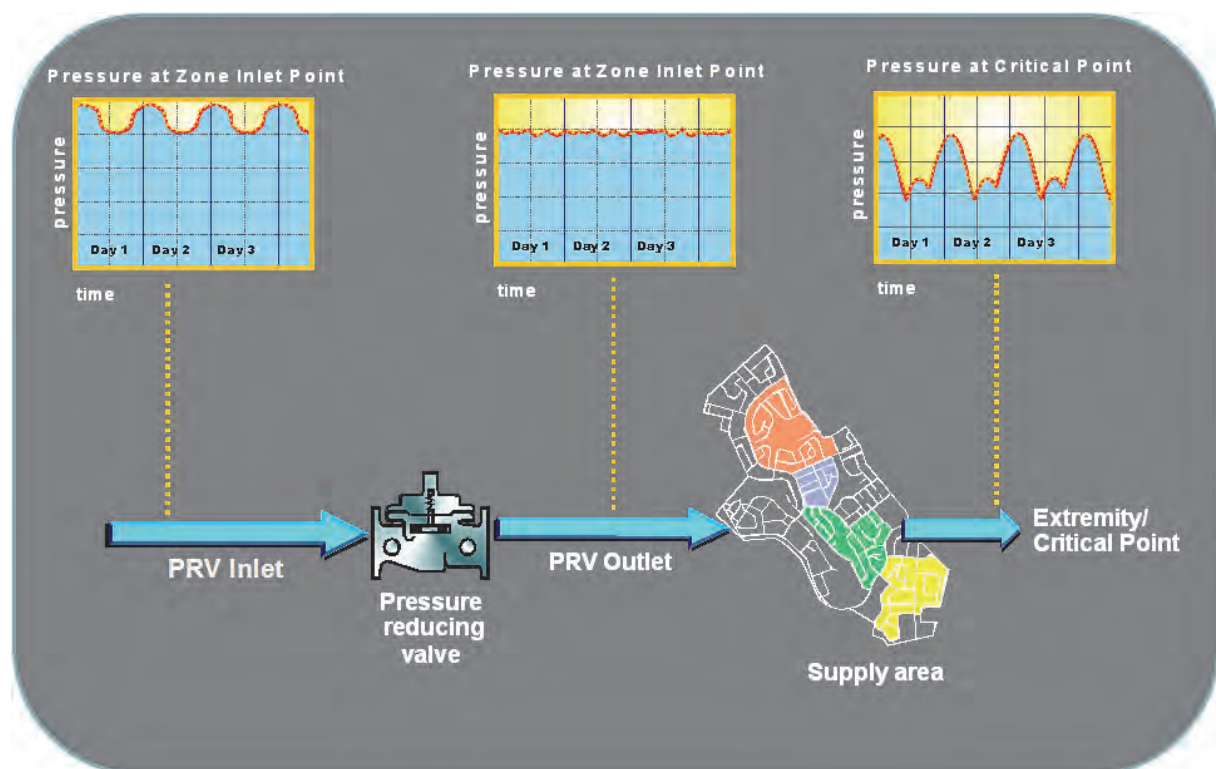 Pressure at Zone Inlet Point
pressure
Day 1 Day 2 Day 3
time
Pressure at Zone Inlet Point
pressure
Day 1 Day 2 Day 3
time
Pressure at Critical Point
pressure
Day 1 Day 2 Day 3
time
PRV Inlet
Pressure
reducing
valve
PRV Outlet
Supply area
Extremity/
Critical Point